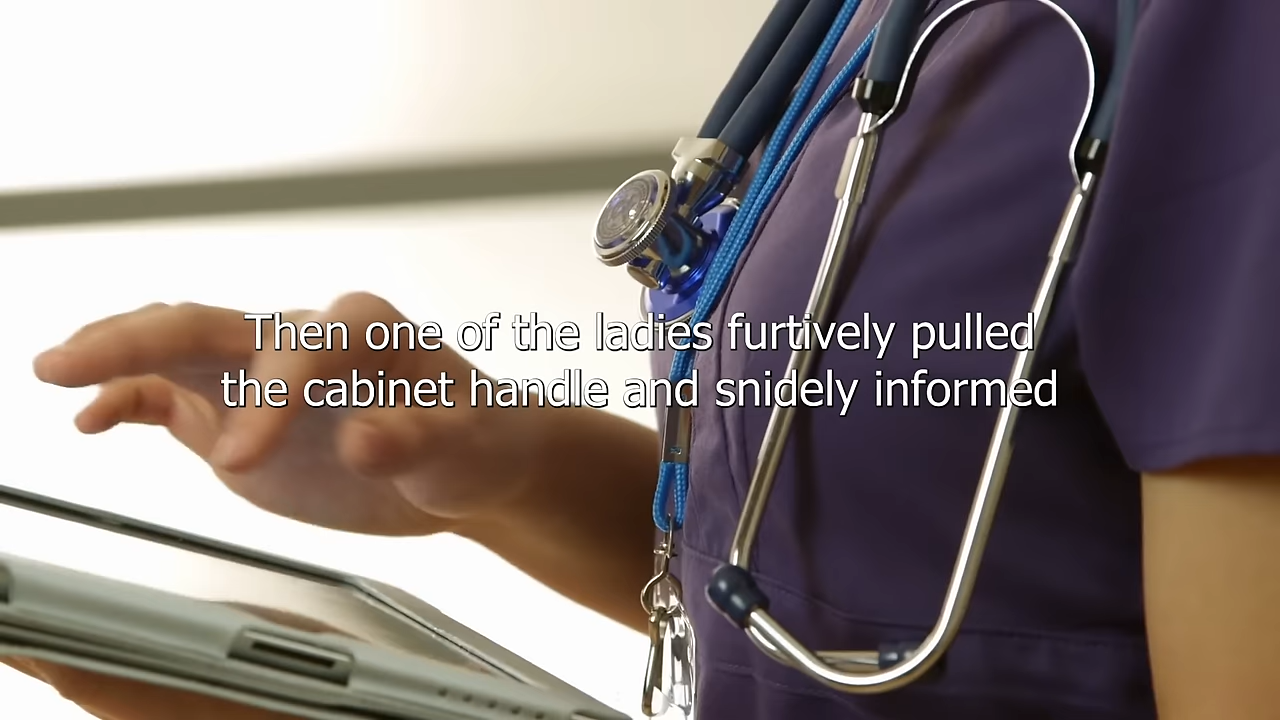 Then one of the ladies furtively pulled
the cabinet handle and snidely informed